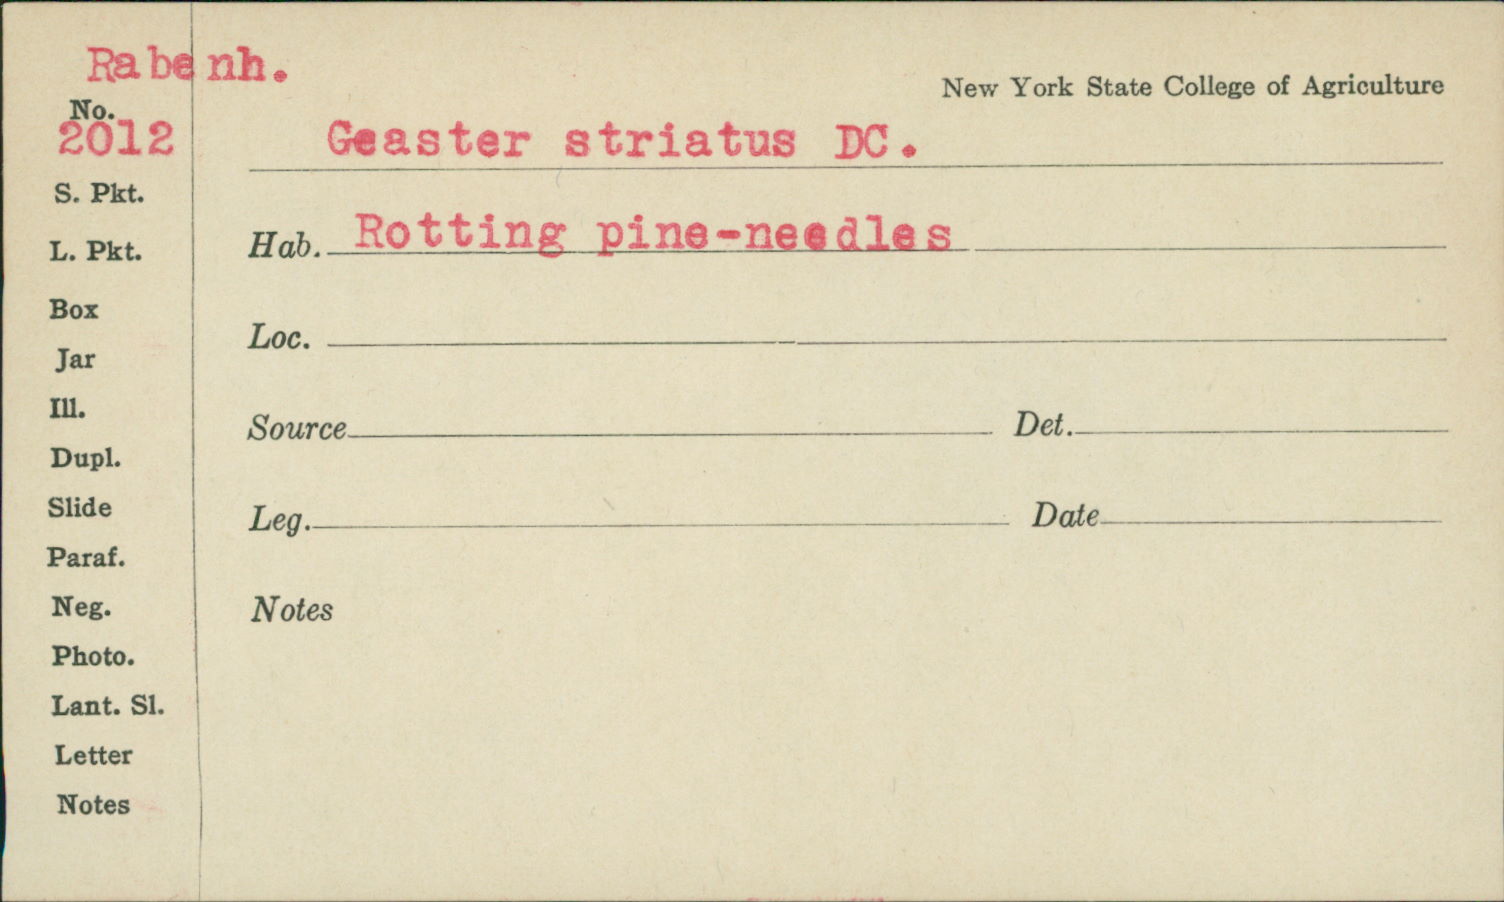 Rabenh.
New York State College of Agriculture
No.
2012
Geaster striatus DC.
S. Pkt.
Hab. Rotting pine-needles
L. Pkt.
Box
Loc.
Jar
Ill.
Source Det.
Dupl.
Slide
Leg. Date
Paraf.
Neg.
Notes
Photo.
Lant. Sl.
Letter
Notes